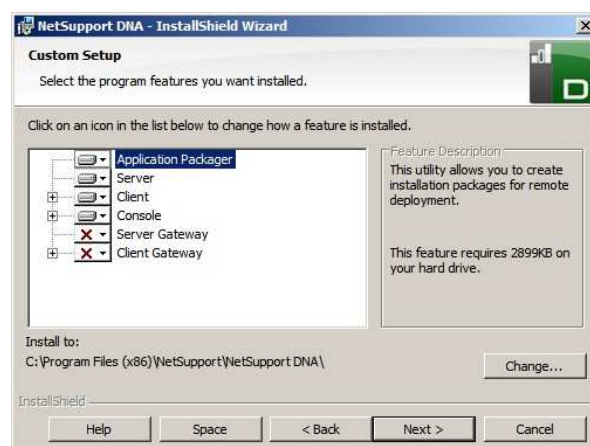 NetSupport DNA - InstallShield Wizard
Custom Setup
Select the program features you want installed.
D
Click on an icon in the list below to change how a feature is installed.
Application Packager
Server
Client
Console
Server Gateway
Client Gateway
Feature Description
This utility allows you to create
installation packages for remote
deployment.
This feature requires 2899KB on
your hard drive.
Install to:
C:\Program Files (x86)\NetSupport\NetSupport DNA\
Change...
InstallShield
Help
Space
< Back
Next >
Cancel